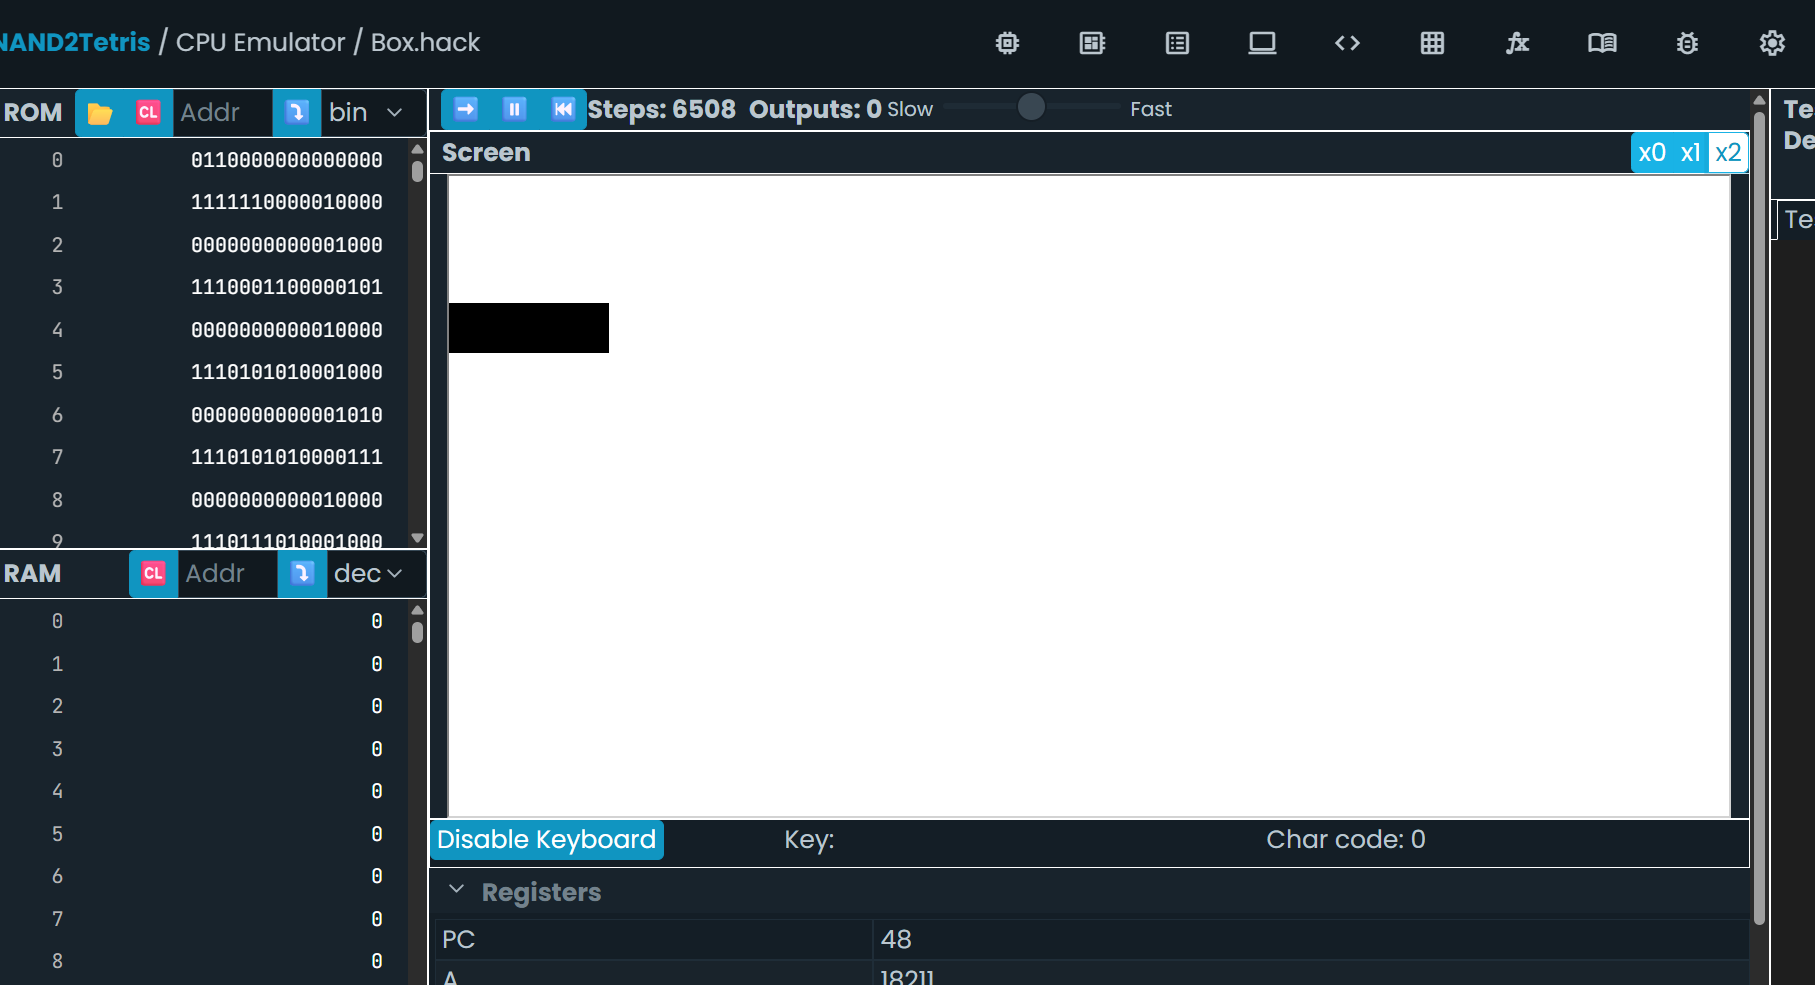 NAND2Tetris / CPU Emulator / Box.hack
ROM CL Addr bin
0 0110000000000000
1 1111110000010000
2 0000000000001000
3 1110001100000101
4 0000000000010000
5 1110101010001000
6 0000000000001010
7 1110101010000111
8 0000000000010000
9 1110111010001000
RAM CL Addr dec
0 0
1 0
2 0
3 0
4 0
5 0
6 0
7 0
8 0
Steps: 6508 Outputs: 0 Slow Fast
Screen x0 x1 x2
Disable Keyboard Key: Char code: 0
Registers
PC 48
A 18211
Te
De
Te